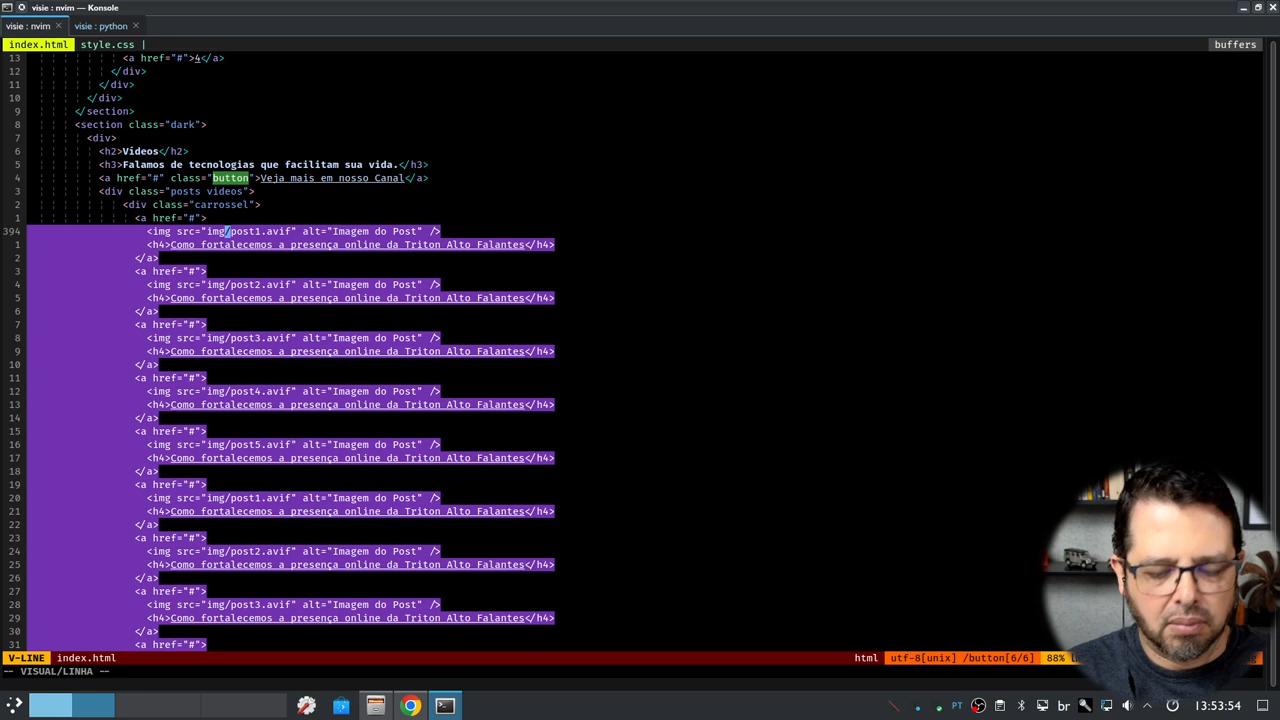 visie : nvim — Konsole
visie : nvim visie : python
index.html style.css | buffers
13 <a href="#">4</a>
12 </div>
11 </div>
10 </div>
9 </section>
8 <section class="dark">
7 <div>
6 <h2>Videos</h2>
5 <h3>Falamos de tecnologias que facilitam sua vida.</h3>
4 <a href="#" class="button">Veja mais em nosso Canal</a>
3 <div class="posts videos">
2 <div class="carrossel">
1 <a href="#">
394 <img src="img/post1.avif" alt="Imagem do Post" />
1 <h4>Como fortalecemos a presença online da Triton Alto Falantes</h4>
2 </a>
3 <a href="#">
4 <img src="img/post2.avif" alt="Imagem do Post" />
5 <h4>Como fortalecemos a presença online da Triton Alto Falantes</h4>
6 </a>
7 <a href="#">
8 <img src="img/post3.avif" alt="Imagem do Post" />
9 <h4>Como fortalecemos a presença online da Triton Alto Falantes</h4>
10 </a>
11 <a href="#">
12 <img src="img/post4.avif" alt="Imagem do Post" />
13 <h4>Como fortalecemos a presença online da Triton Alto Falantes</h4>
14 </a>
15 <a href="#">
16 <img src="img/post5.avif" alt="Imagem do Post" />
17 <h4>Como fortalecemos a presença online da Triton Alto Falantes</h4>
18 </a>
19 <a href="#">
20 <img src="img/post1.avif" alt="Imagem do Post" />
21 <h4>Como fortalecemos a presença online da Triton Alto Falantes</h4>
22 </a>
23 <a href="#">
24 <img src="img/post2.avif" alt="Imagem do Post" />
25 <h4>Como fortalecemos a presença online da Triton Alto Falantes</h4>
26 </a>
27 <a href="#">
28 <img src="img/post3.avif" alt="Imagem do Post" />
29 <h4>Como fortalecemos a presença online da Triton Alto Falantes</h4>
30 </a>
31 <a href="#">
V-LINE index.html html utf-8[unix] /button[6/6] 88%
-- VISUAL/LINHA --
PT br 13:53:54